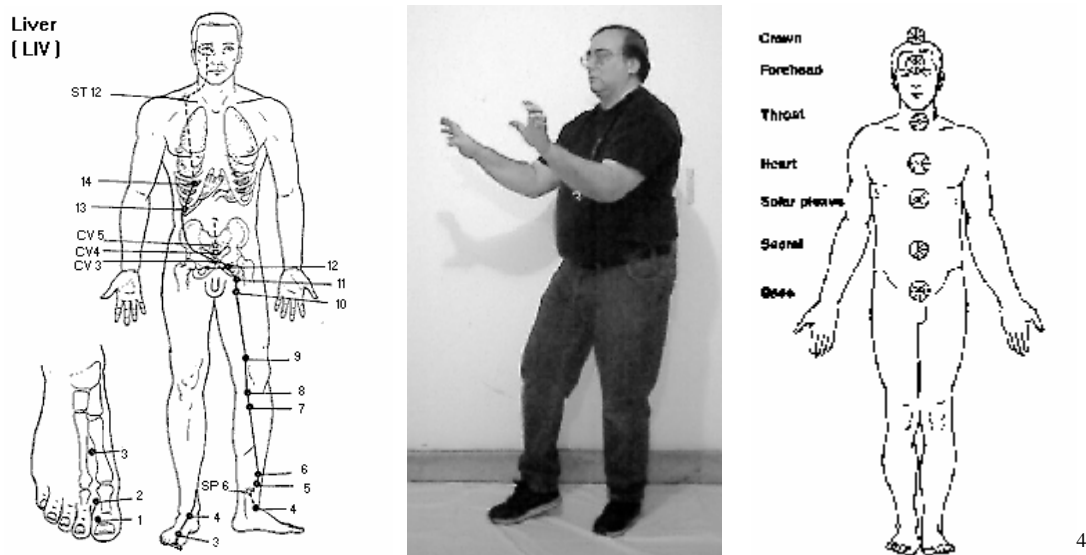 Liver
( LIV )
ST 12
14
13
CV 5
CV4
CV 3
12
11
10
9
8
7
6
5
SP 6
4
4
3
3
2
1
Crown
Forehead
Throat
Heart
Solar plexus
Sacral
Base
4